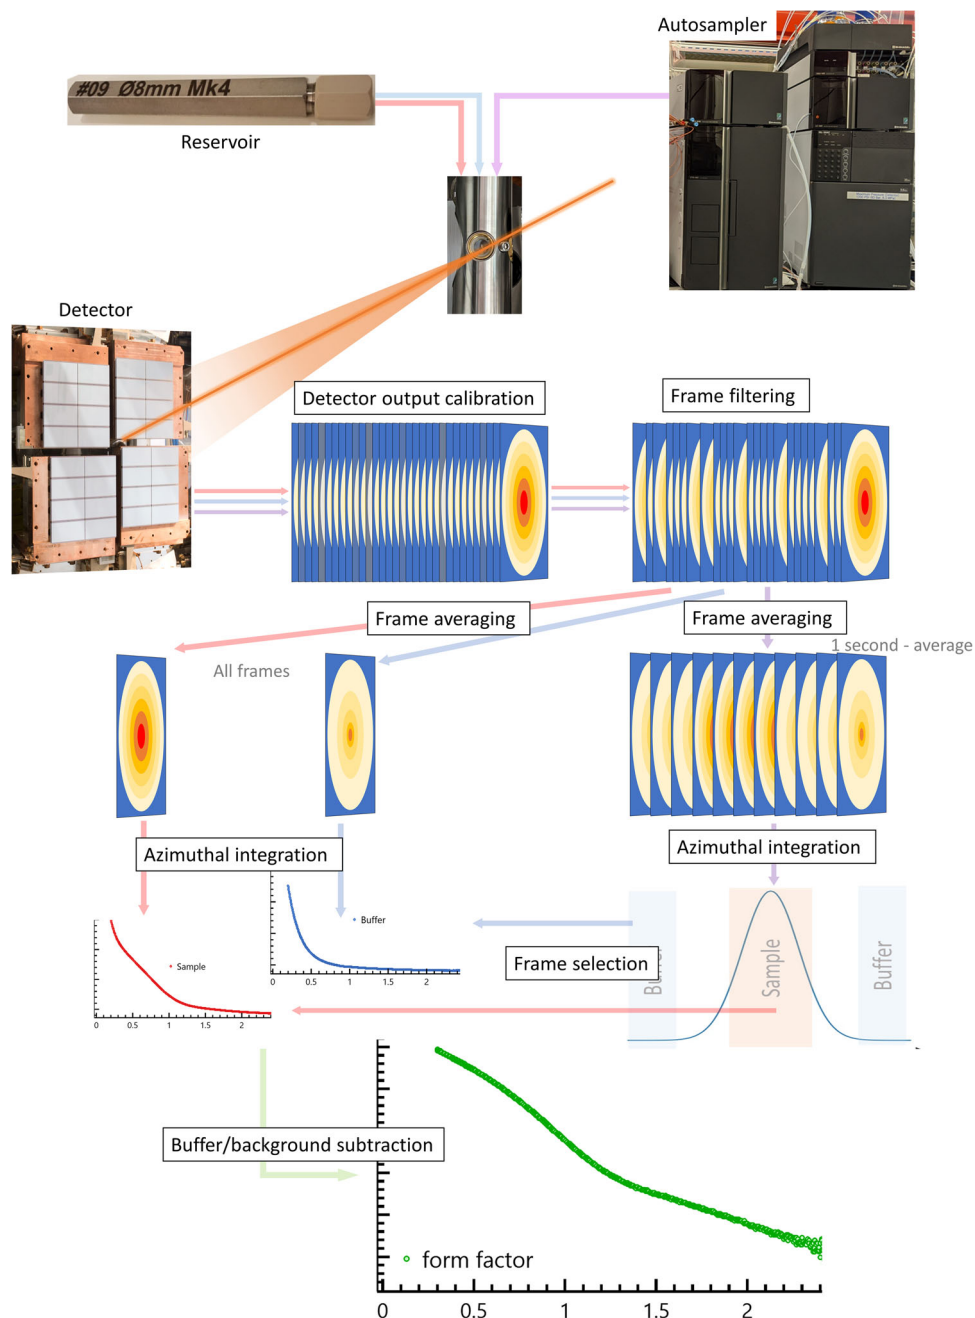 Autosampler
#09 Ø8mm Mk4
Reservoir
Detector
Detector output calibration
Frame filtering
Frame averaging
Frame averaging
1 second - average
All frames
Azimuthal integration
Azimuthal integration
Buffer
Sample
0 0.5 1 1.5 2
0 0.5 1 1.5 2
Frame selection
Buffer
Sample
Buffer
Buffer/background subtraction
form factor
0 0.5 1 1.5 2